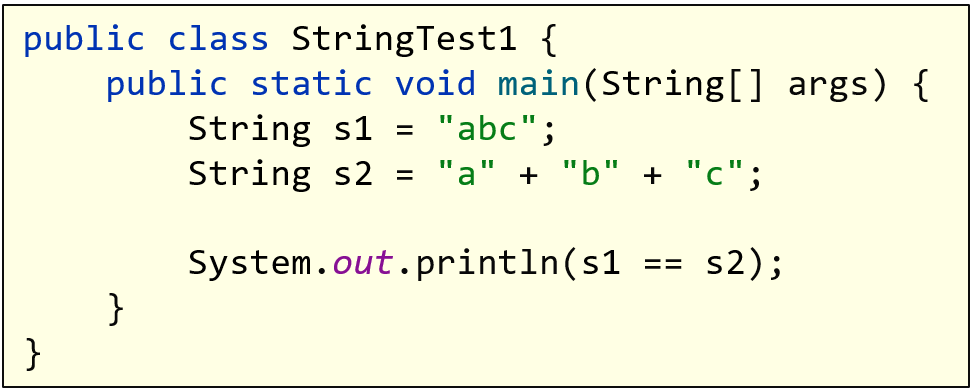 public class StringTest1 {
    public static void main(String[] args) {
        String s1 = "abc";
        String s2 = "a" + "b" + "c";

        System.out.println(s1 == s2);
    }
}